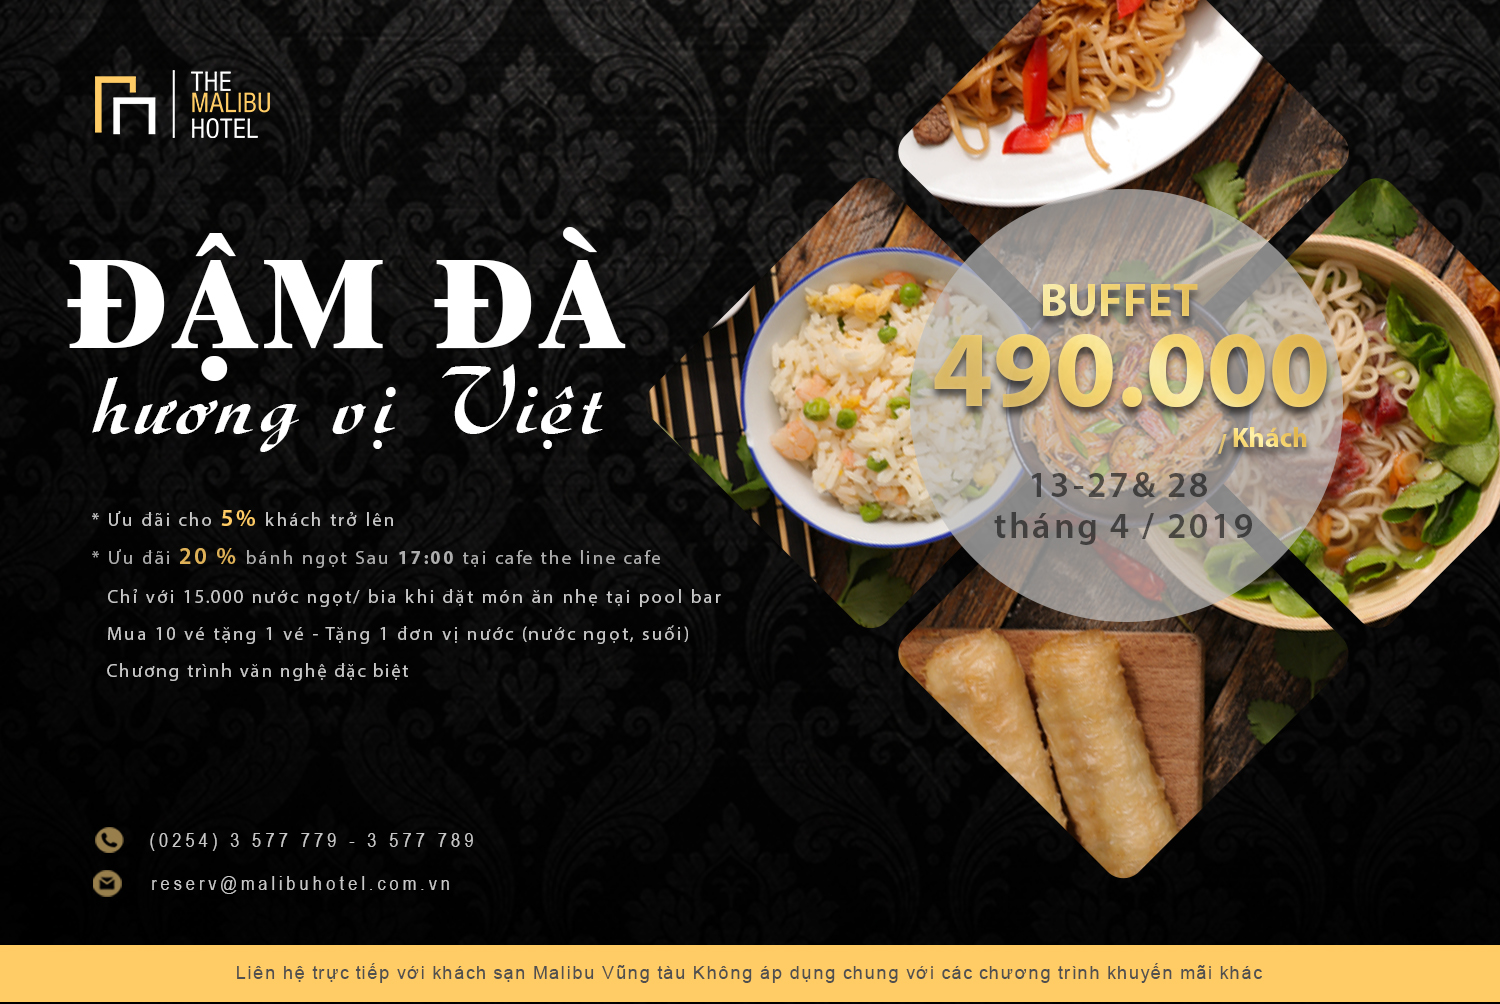 THE
MALIBU
HOTEL
ĐẬM ĐÀ
hương vị Việt
BUFFET
490.000
/ Khách
13-27& 28
tháng 4 / 2019
* Ưu đãi cho 5% khách trở lên
* Ưu đãi 20 % bánh ngọt Sau 17:00 tại cafe the line cafe
Chỉ với 15.000 nước ngọt/ bia khi đặt món ăn nhẹ tại pool bar
Mua 10 vé tặng 1 vé - Tặng 1 đơn vị nước (nước ngọt, suối)
Chương trình văn nghệ đặc biệt
(0254) 3 577 779 - 3 577 789
reserv@malibuhotel.com.vn
Liên hệ trực tiếp với khách sạn Malibu Vũng tàu Không áp dụng chung với các chương trình khuyến mãi khác